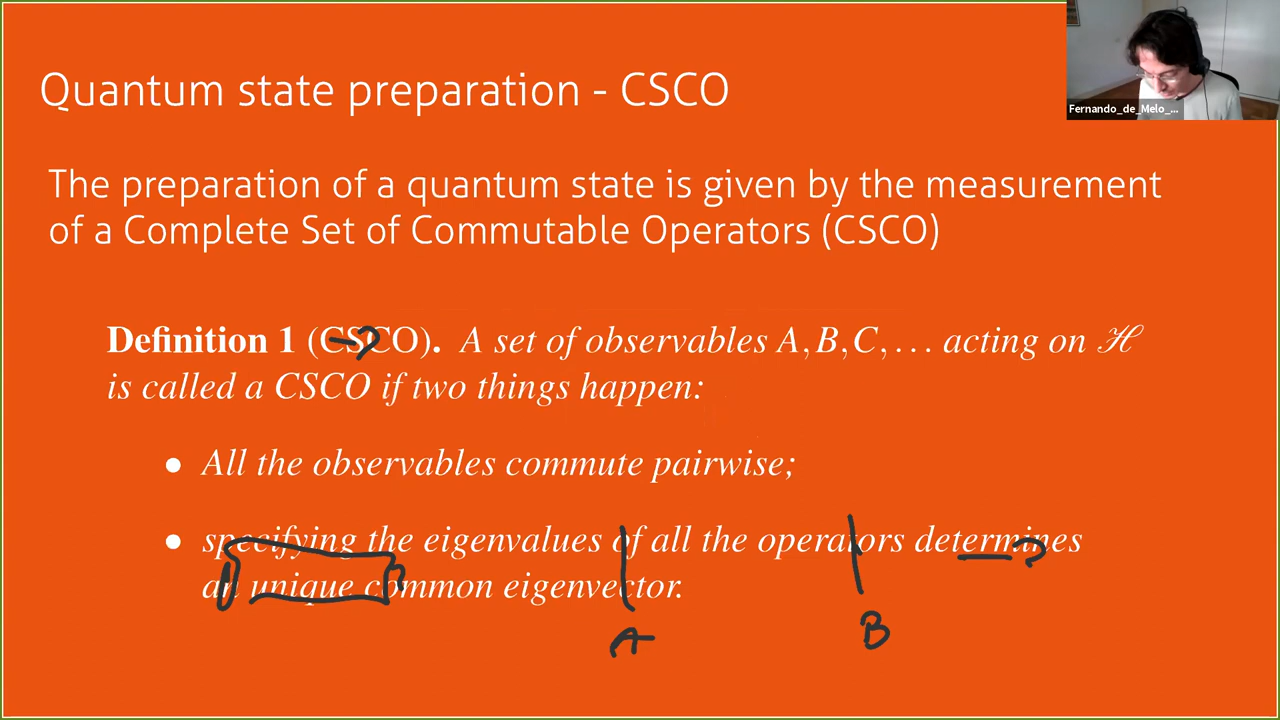 Quantum state preparation - CSCO
Fernando_de_Melo_...
The preparation of a quantum state is given by the measurement
of a Complete Set of Commutable Operators (CSCO)
Definition 1 (CSCO). A set of observables A, B, C, ... acting on ℋ
is called a CSCO if two things happen:
• All the observables commute pairwise;
• specifying the eigenvalues of all the operators determines
an unique common eigenvector.
A
B